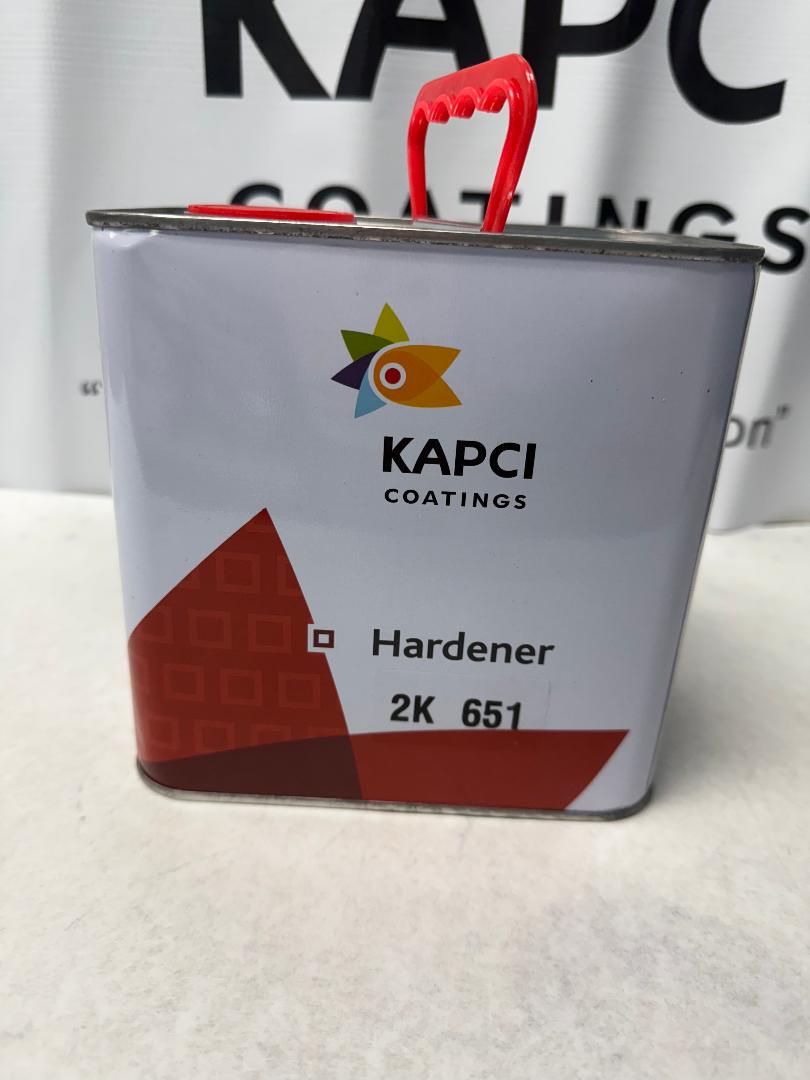 KAPC
COATINGS
KAPCI
COATINGS
Hardener
2K 651